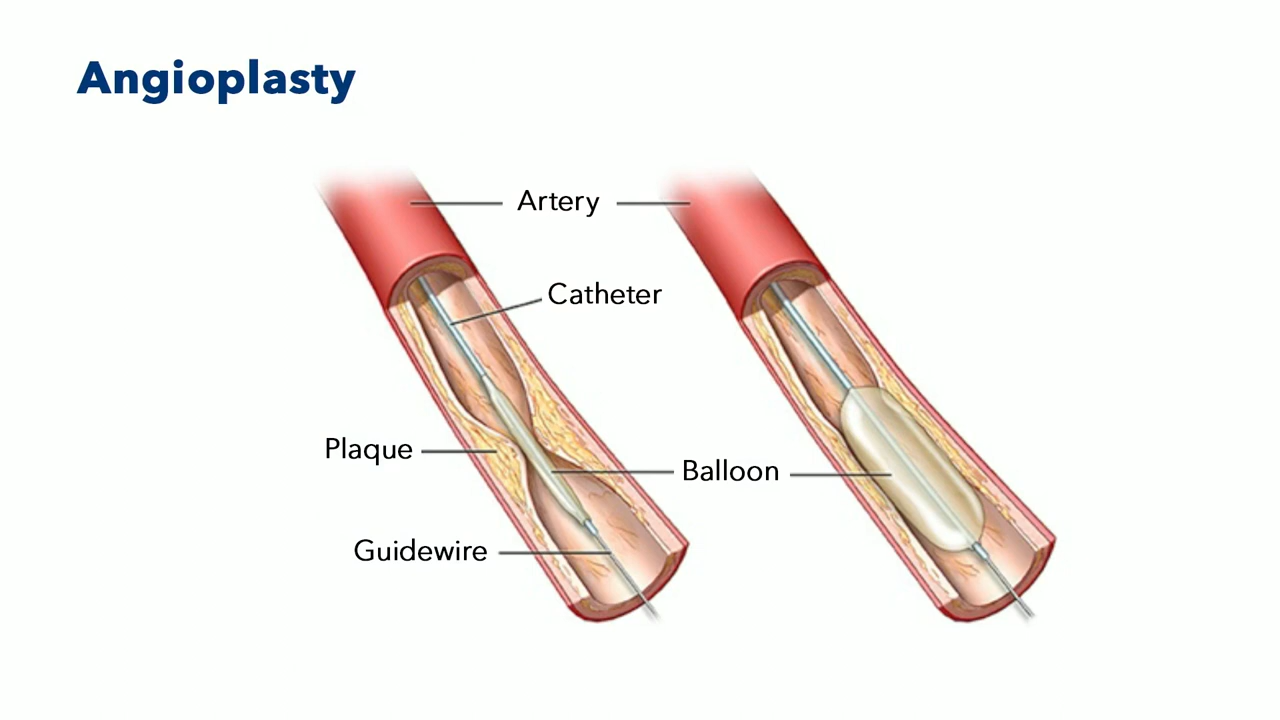 Angioplasty
Artery
Catheter
Plaque
Balloon
Guidewire